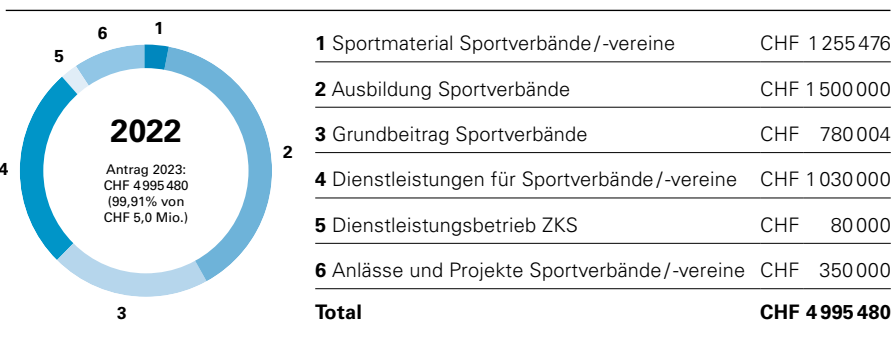 1
6
5
2022
2
4
Antrag 2023:
CHF 4 995 480
(99,91% von
CHF 5,0 Mio.)
3
1 Sportmaterial Sportverbände/-vereine CHF 1 255 476
2 Ausbildung Sportverbände CHF 1 500 000
3 Grundbeitrag Sportverbände CHF 780 004
4 Dienstleistungen für Sportverbände/-vereine CHF 1 030 000
5 Dienstleistungsbetrieb ZKS CHF 80 000
6 Anlässe und Projekte Sportverbände/-vereine CHF 350 000
Total CHF 4 995 480